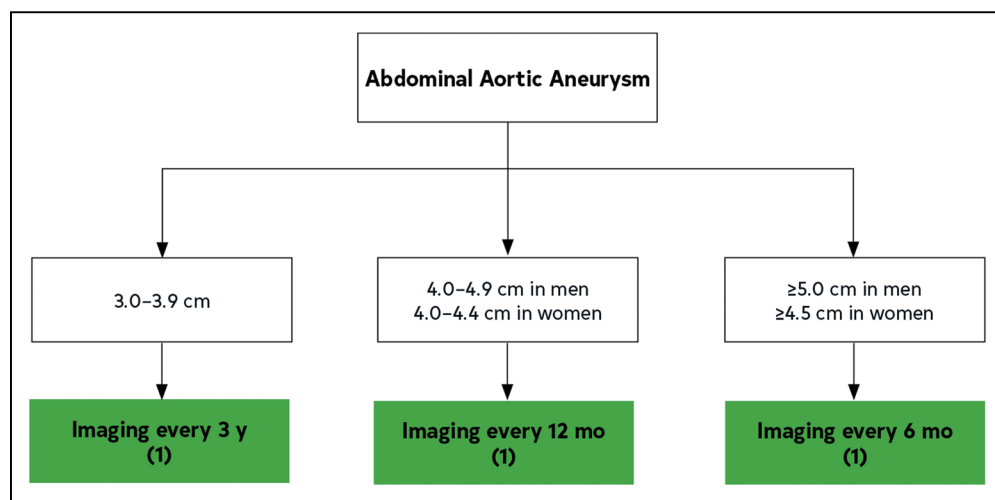 Abdominal Aortic Aneurysm
3.0–3.9 cm
4.0–4.9 cm in men
4.0–4.4 cm in women
≥5.0 cm in men
≥4.5 cm in women
Imaging every 3 y
(1)
Imaging every 12 mo
(1)
Imaging every 6 mo
(1)